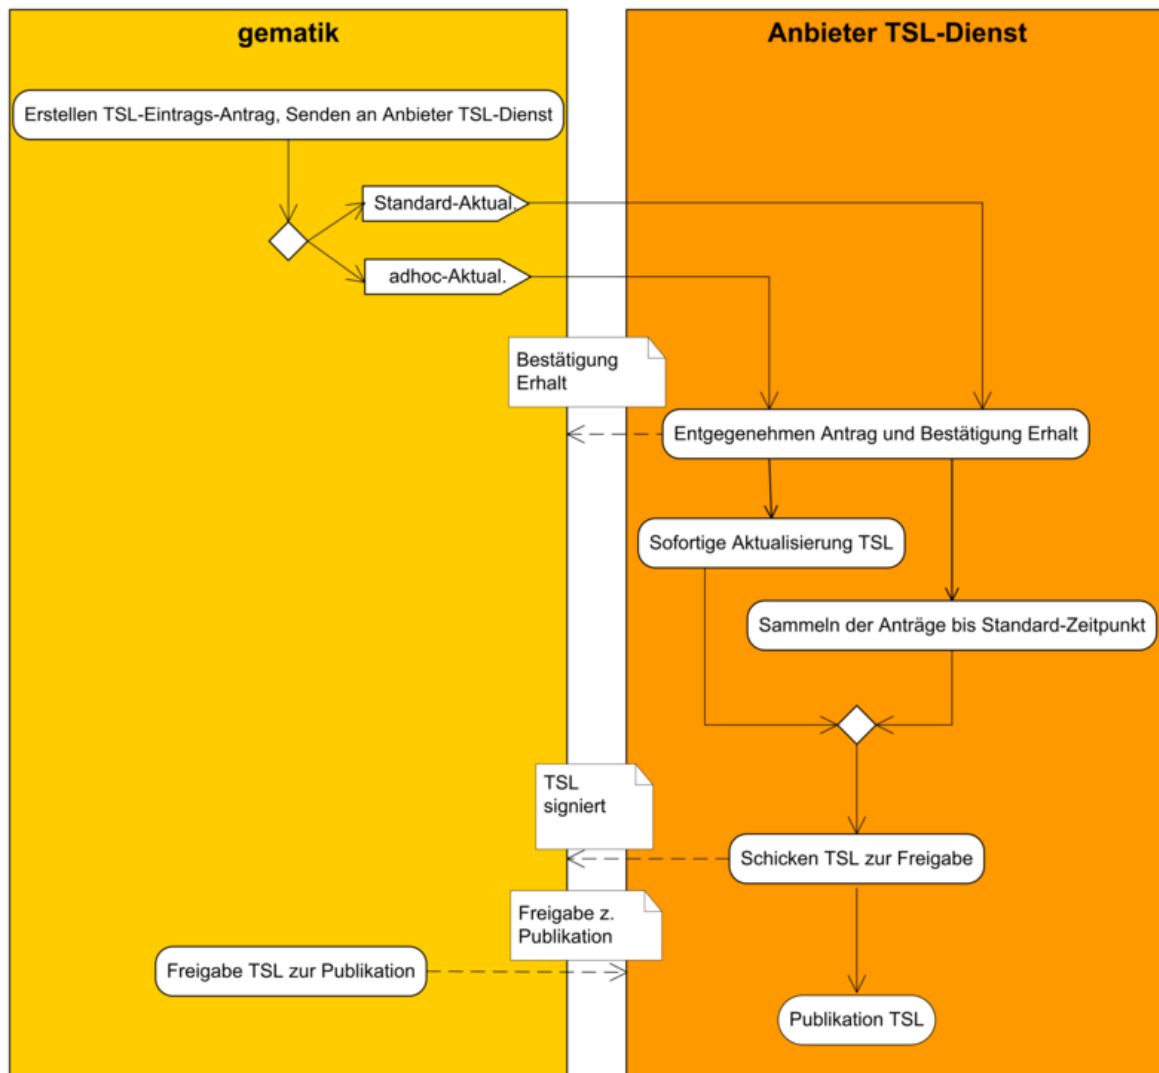 gematik
Anbieter TSL-Dienst
Erstellen TSL-Eintrags-Antrag, Senden an Anbieter TSL-Dienst
Standard-Aktual.
adhoc-Aktual.
Bestätigung
Erhalt
Entgegenehmen Antrag und Bestätigung Erhalt
Sofortige Aktualisierung TSL
Sammeln der Anträge bis Standard-Zeitpunkt
TSL
signiert
Schicken TSL zur Freigabe
Freigabe z.
Publikation
Freigabe TSL zur Publikation
Publikation TSL